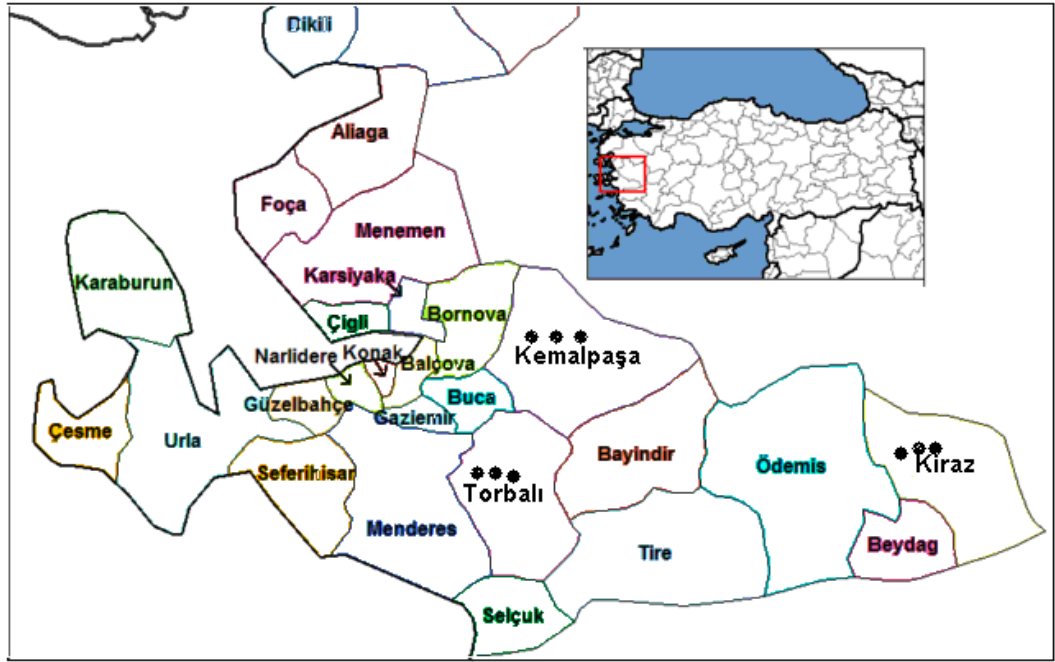 Dikili
Aliaga
Foça
Menemen
Karaburun
Karsiyaka
Çigli
Bornova
Narlidere
Konak
Balçova
Kemalpaşa
Güzelbahçe
Gaziemir
Buca
Çesme
Urla
Seferihisar
Menderes
Torbalı
Bayindir
Ödemis
Kiraz
Tire
Beydag
Selçuk